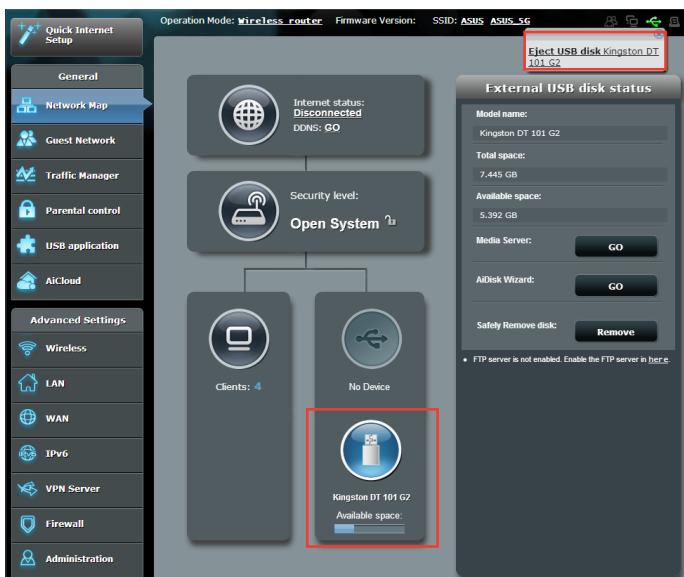 Quick Internet
Setup
Operation Mode: Wireless router Firmware Version: SSID: ASUS ASUS_5G
Eject USB disk Kingston DT
101 G2
General
Network Map
Guest Network
Traffic Manager
Parental control
USB application
AiCloud
Advanced Settings
Wireless
LAN
WAN
IPv6
IPv6
VPN Server
Firewall
Administration
Internet status:
Disconnected
DDNS: GO
Security level:
Open System
Clients: 4
No Device
Kingston DT 101 G2
Available space:
External USB disk status
Model name:
Kingston DT 101 G2
Total space:
7.445 GB
Available space:
5.392 GB
Media Server: GO
AiDisk Wizard: GO
Safely Remove disk: Remove
FTP server is not enabled. Enable the FTP server in here.